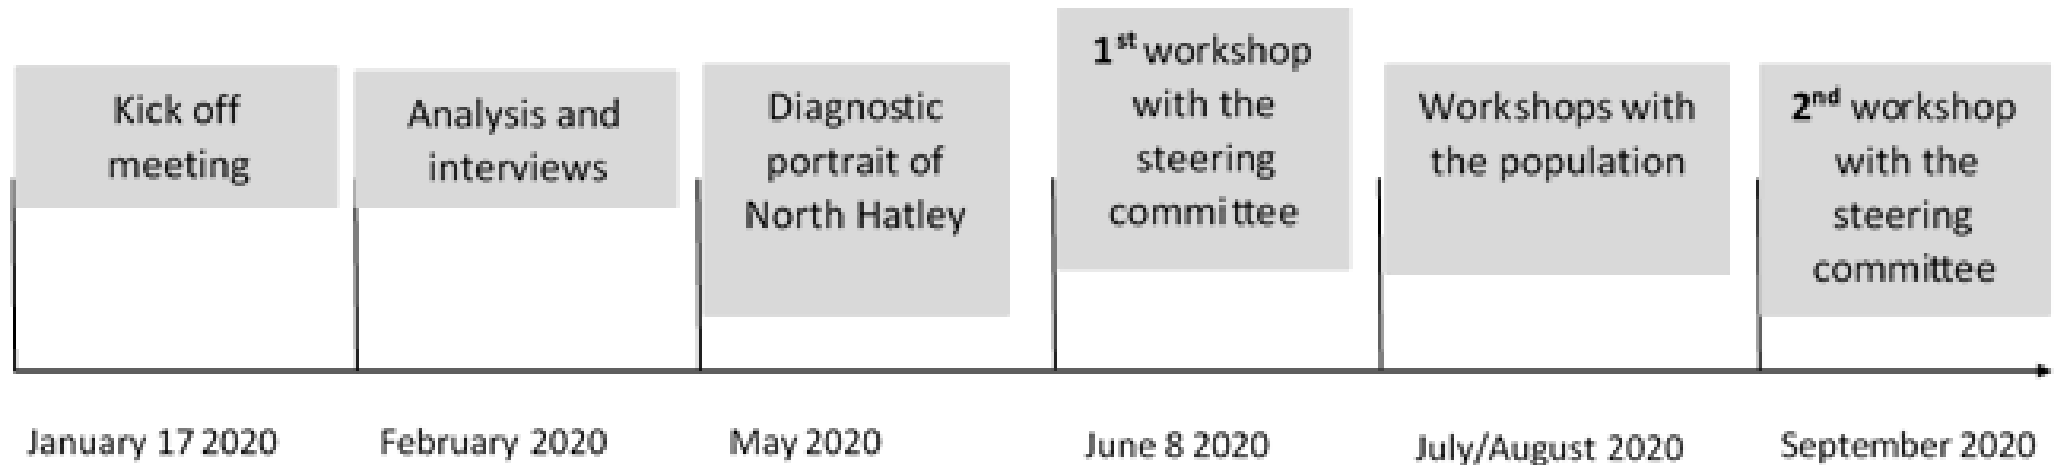 Kick off
meeting
Analysis and
interviews
Diagnostic
portrait of
North Hatley
1st workshop
with the
steering
committee
Workshops with
the population
2nd workshop
with the
steering
committee
January 17 2020
February 2020
May 2020
June 8 2020
July/August 2020
September 2020